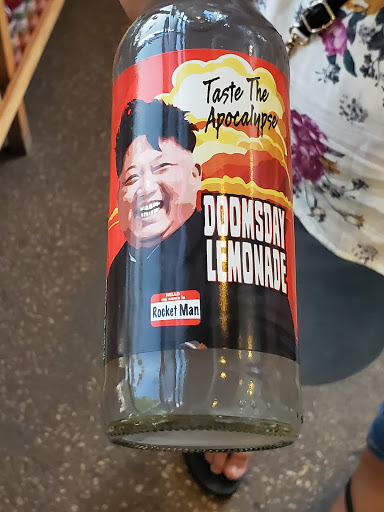 Taste The
Apocalypse
DOOMSDAY
LEMONADE
HELLO
my name is
Rocket Man